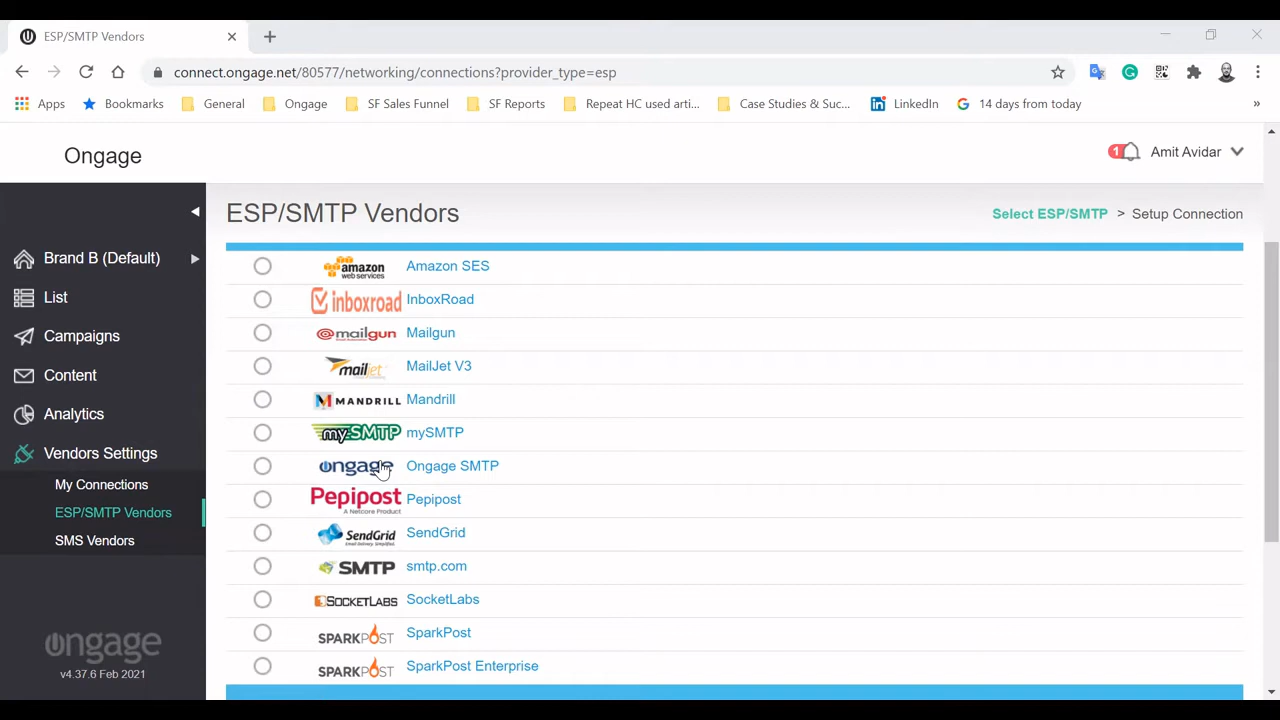 ESP/SMTP Vendors
connect.ongage.net/80577/networking/connections?provider_type=esp
Apps Bookmarks General Ongage SF Sales Funnel SF Reports Repeat HC used arti... Case Studies & Suc... LinkedIn 14 days from today »
Ongage
1 Amit Avidar
ESP/SMTP Vendors
Select ESP/SMTP > Setup Connection
Brand B (Default)
List
Campaigns
Content
Analytics
Vendors Settings
My Connections
ESP/SMTP Vendors
SMS Vendors
ongage
v4.37.6 Feb 2021
amazon web services Amazon SES
inboxroad InboxRoad
@mailgun Mailgun
mailjet MailJet V3
MANDRILL Mandrill
mySMTP mySMTP
ongage Ongage SMTP
Pepipost A Netcore Product Pepipost
SendGrid Email Delivery. Simplified. SendGrid
SMTP smtp.com
SOCKETLABS SocketLabs
SPARKPOST SparkPost
SPARKPOST SparkPost Enterprise